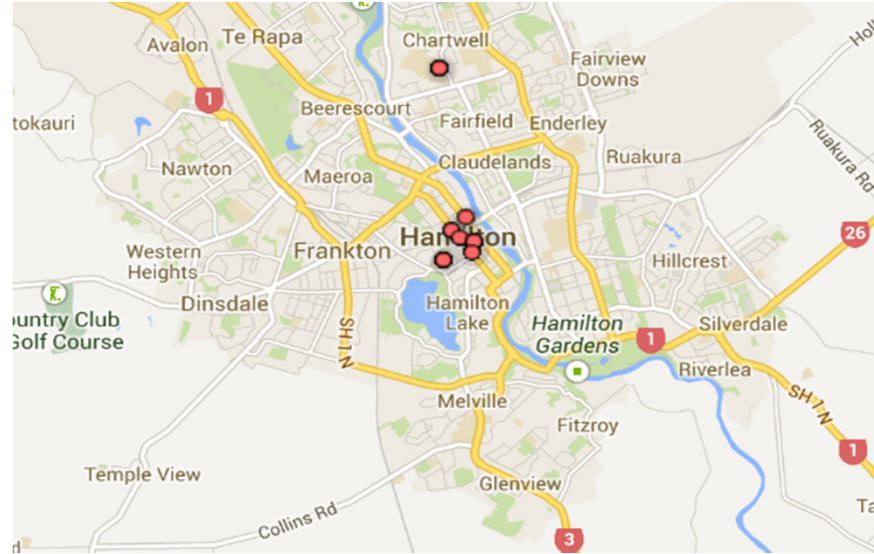 Avalon
Te Rapa
Chartwell
Fairview
Downs
1
Beerescourt
Fairfield
Enderley
tokauri
Nawton
Maeroa
Claudelands
Ruakura
Ruakura Rd
Western
Heights
Frankton
Hamilton
26
Hillcrest
Dinsdale
ountry Club
Golf Course
SH 1 N
Hamilton
Lake
Hamilton
Gardens
1
Silverdale
Riverlea
SH 1 N
Melville
Fitzroy
1
Temple View
Glenview
Collins Rd
3
Ta
d